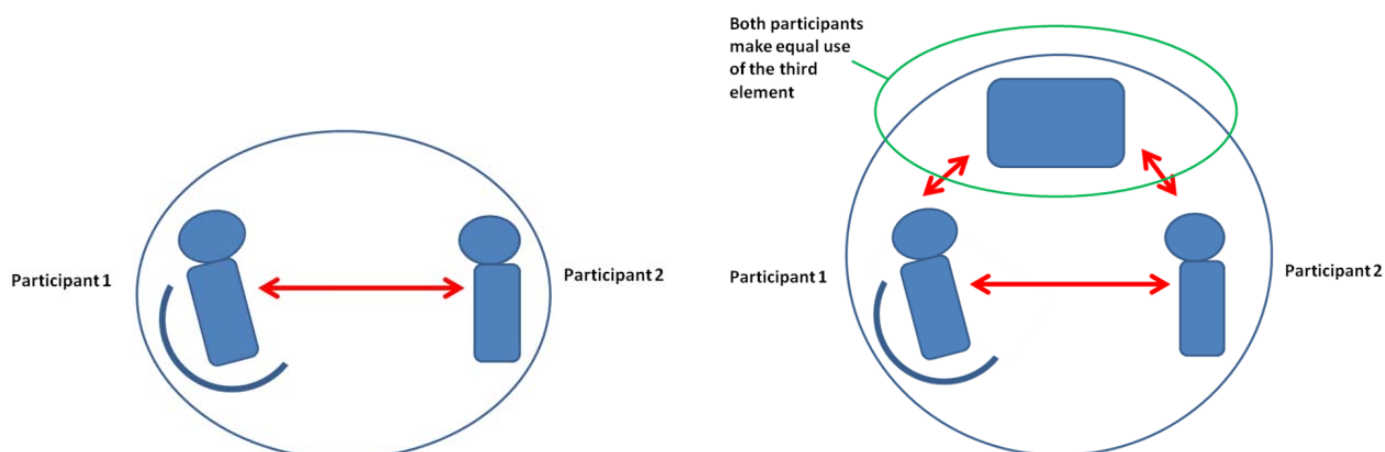 Participant 1
Participant 2
Both participants
make equal use
of the third
element
Participant 1
Participant 2